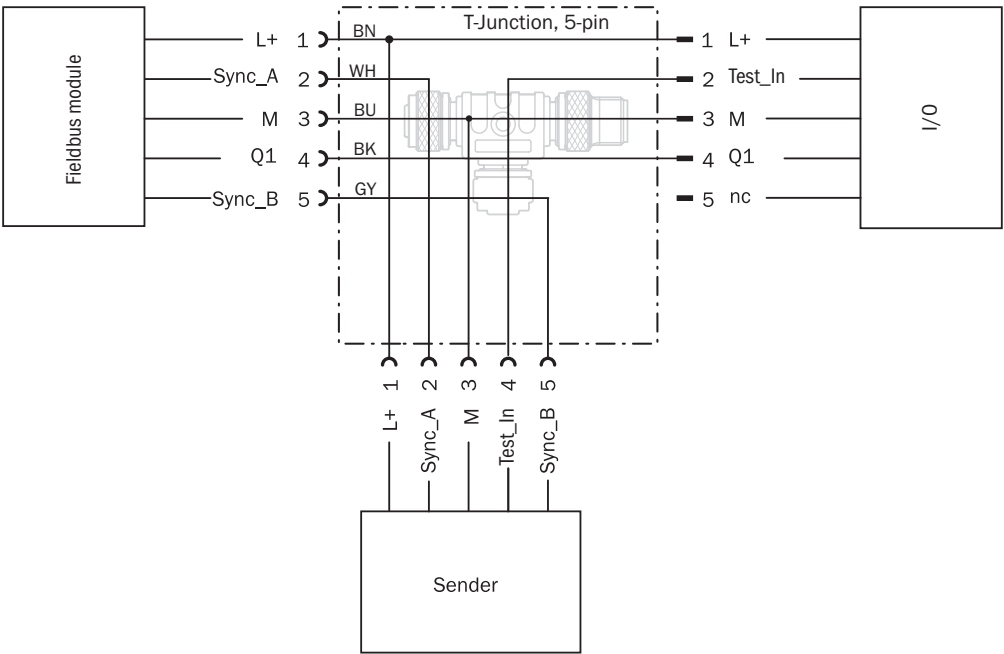 T-Junction, 5-pin
Fieldbus module
L+ 1 BN 1 L+
Sync_A 2 WH 2 Test_In
M 3 BU 3 M
Q1 4 BK 4 Q1
Sync_B 5 GY 5 nc
I/O
1 2 3 4 5
L+ Sync_A M Test_In Sync_B
Sender